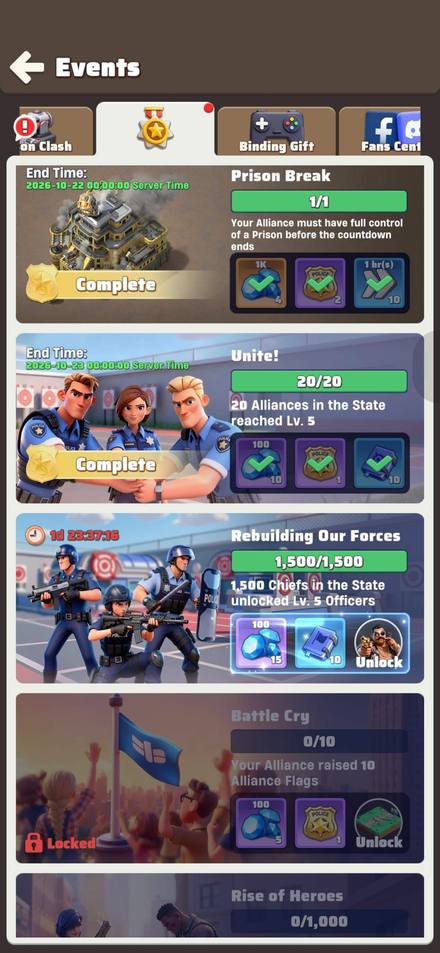 Events
on Clash
Binding Gift
Fans Cent
End Time:
2026-10-22 00:00:00 Server Time
Complete
Prison Break
1/1
Your Alliance must have full control
of a Prison before the countdown
ends
1K
4
POLICE
2
1 hr(s)
10
End Time:
2026-10-23 00:00:00 Server Time
Complete
Unite!
20/20
20 Alliances in the State
reached Lv. 5
100
10
POLICE
1
10
1d 23:37:16
POLICE
Rebuilding Our Forces
1,500/1,500
1,500 Chiefs in the State
unlocked Lv. 5 Officers
100
15
10
Unlock
Locked
Battle Cry
0/10
Your Alliance raised 10
Alliance Flags
100
5
POLICE
1
Unlock
Rise of Heroes
0/1,000